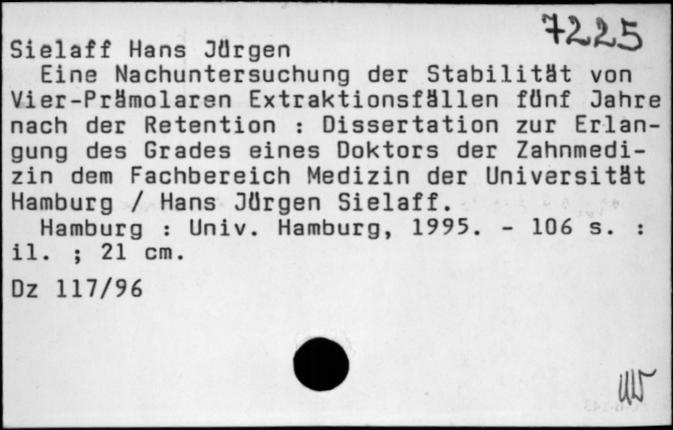 7225
Sielaff Hans Jürgen
Eine Nachuntersuchung der Stabilität von
Vier-Prämolaren Extraktionsfällen fünf Jahre
nach der Retention : Dissertation zur Erlan-
gung des Grades eines Doktors der Zahnmedi-
zin dem Fachbereich Medizin der Universität
Hamburg / Hans Jürgen Sielaff.
Hamburg : Univ. Hamburg, 1995. - 106 s. :
il. ; 21 cm.
Dz 117/96